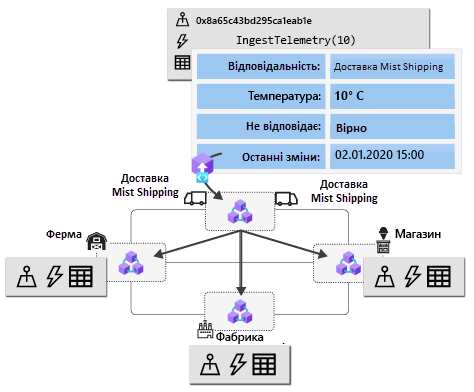 0x8a65c43bd295ca1eab1e
IngestTelemetry(10)
Відповідальність: Доставка Mist Shipping
Температура: 10° C
Не відповідає: Вірно
Останні зміни: 02.01.2020 15:00
Доставка
Mist Shipping
Доставка
Mist Shipping
Ферма
Магазин
Фабрика